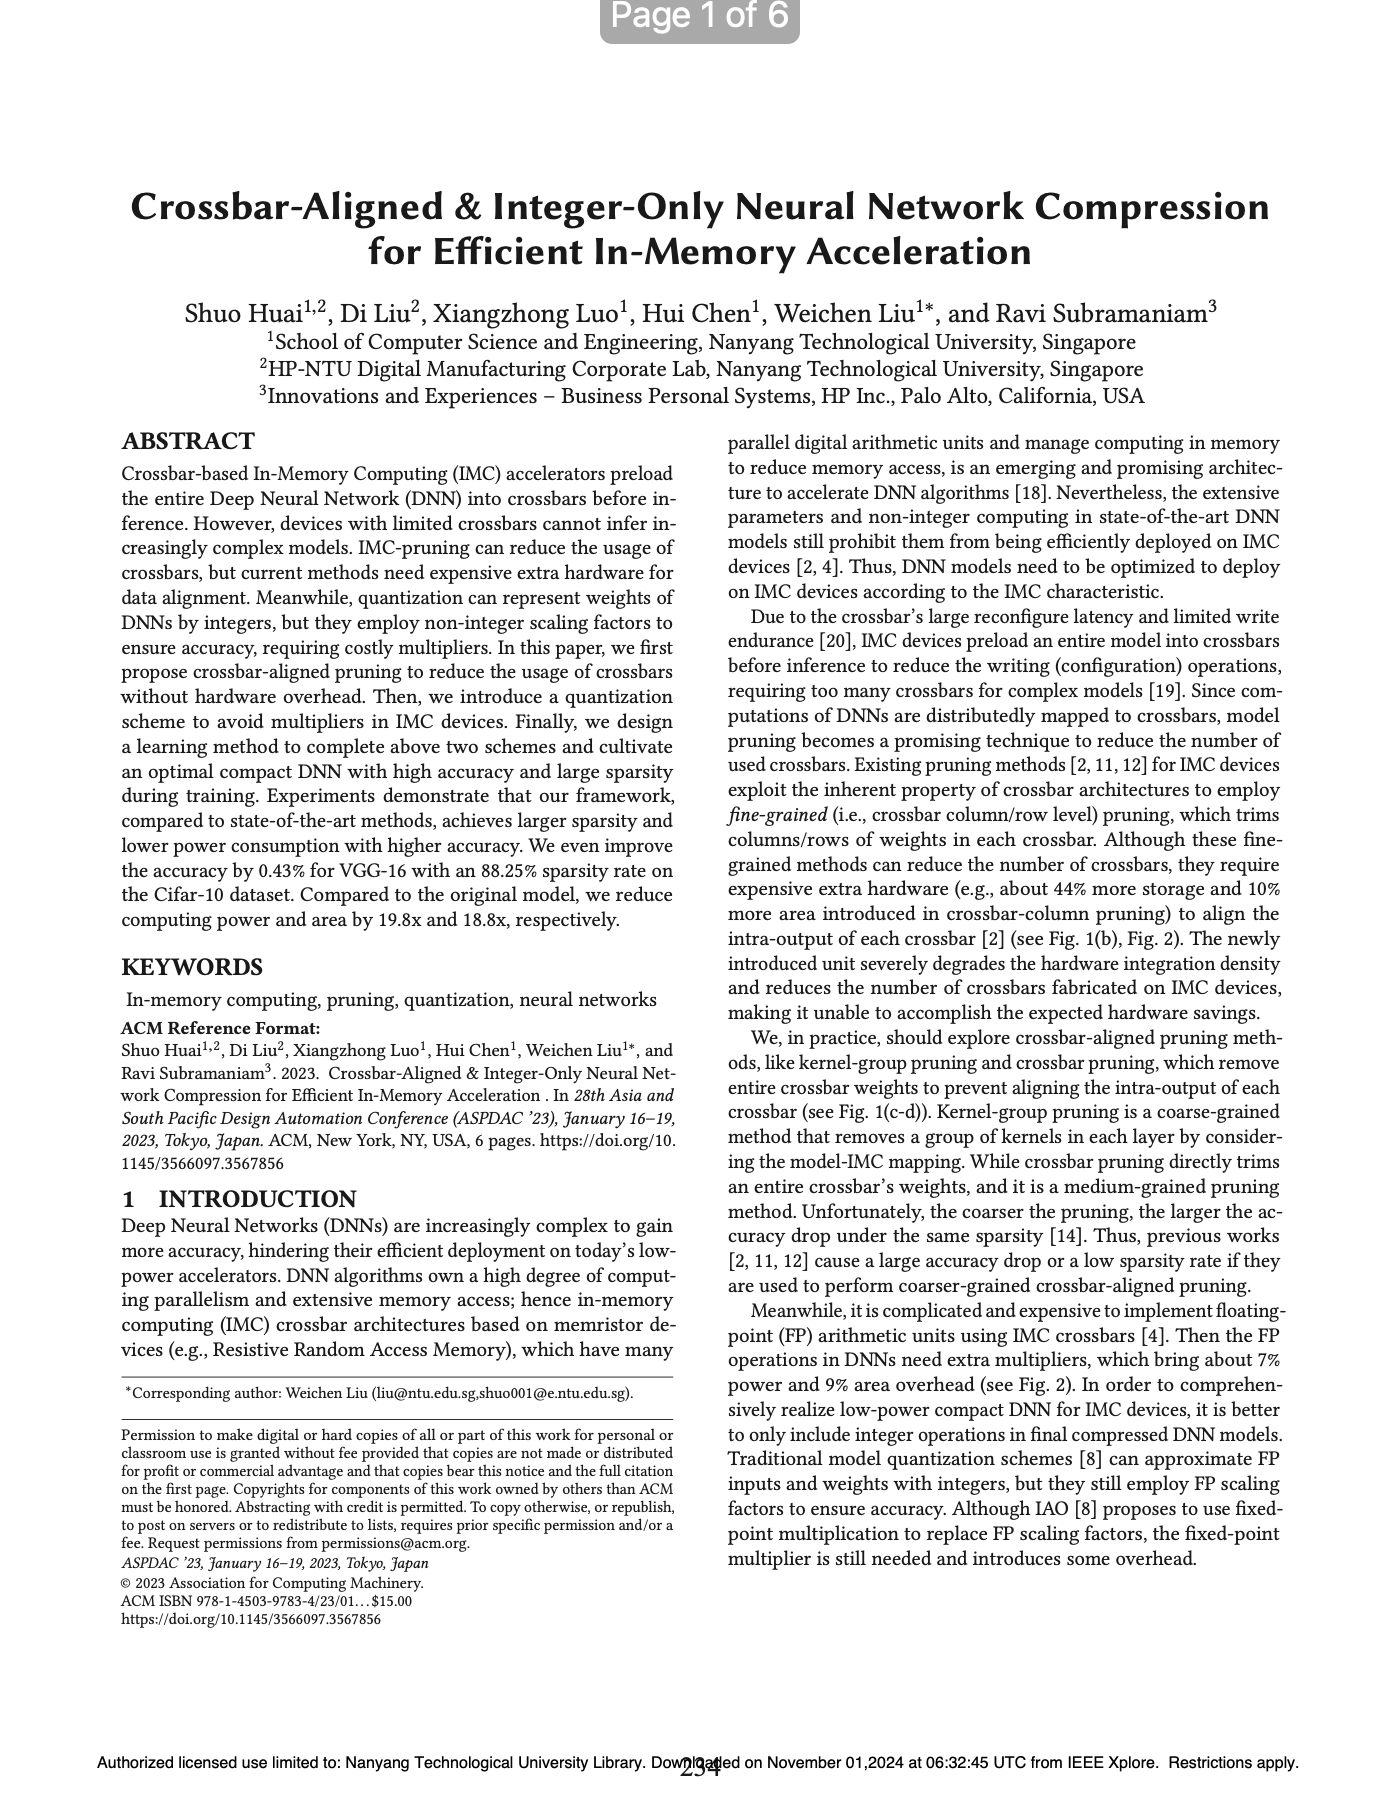 Page 1 of 6
Crossbar-Aligned & Integer-Only Neural Network Compression
for Efficient In-Memory Acceleration
Shuo Huai1,2, Di Liu2, Xiangzhong Luo1, Hui Chen1, Weichen Liu1*, and Ravi Subramaniam3
1School of Computer Science and Engineering, Nanyang Technological University, Singapore
2HP-NTU Digital Manufacturing Corporate Lab, Nanyang Technological University, Singapore
3Innovations and Experiences – Business Personal Systems, HP Inc., Palo Alto, California, USA
ABSTRACT
Crossbar-based In-Memory Computing (IMC) accelerators preload
the entire Deep Neural Network (DNN) into crossbars before in-
ference. However, devices with limited crossbars cannot infer in-
creasingly complex models. IMC-pruning can reduce the usage of
crossbars, but current methods need expensive extra hardware for
data alignment. Meanwhile, quantization can represent weights of
DNNs by integers, but they employ non-integer scaling factors to
ensure accuracy, requiring costly multipliers. In this paper, we first
propose crossbar-aligned pruning to reduce the usage of crossbars
without hardware overhead. Then, we introduce a quantization
scheme to avoid multipliers in IMC devices. Finally, we design
a learning method to complete above two schemes and cultivate
an optimal compact DNN with high accuracy and large sparsity
during training. Experiments demonstrate that our framework,
compared to state-of-the-art methods, achieves larger sparsity and
lower power consumption with higher accuracy. We even improve
the accuracy by 0.43% for VGG-16 with an 88.25% sparsity rate on
the Cifar-10 dataset. Compared to the original model, we reduce
computing power and area by 19.8x and 18.8x, respectively.
KEYWORDS
In-memory computing, pruning, quantization, neural networks
ACM Reference Format:
Shuo Huai1,2, Di Liu2, Xiangzhong Luo1, Hui Chen1, Weichen Liu1*, and
Ravi Subramaniam3. 2023. Crossbar-Aligned & Integer-Only Neural Net-
work Compression for Efficient In-Memory Acceleration . In 28th Asia and
South Pacific Design Automation Conference (ASPDAC ’23), January 16–19,
2023, Tokyo, Japan. ACM, New York, NY, USA, 6 pages. https://doi.org/10.
1145/3566097.3567856
1 INTRODUCTION
Deep Neural Networks (DNNs) are increasingly complex to gain
more accuracy, hindering their efficient deployment on today’s low-
power accelerators. DNN algorithms own a high degree of comput-
ing parallelism and extensive memory access; hence in-memory
computing (IMC) crossbar architectures based on memristor de-
vices (e.g., Resistive Random Access Memory), which have many
*Corresponding author: Weichen Liu (liu@ntu.edu.sg,shuo001@e.ntu.edu.sg).
Permission to make digital or hard copies of all or part of this work for personal or
classroom use is granted without fee provided that copies are not made or distributed
for profit or commercial advantage and that copies bear this notice and the full citation
on the first page. Copyrights for components of this work owned by others than ACM
must be honored. Abstracting with credit is permitted. To copy otherwise, or republish,
to post on servers or to redistribute to lists, requires prior specific permission and/or a
fee. Request permissions from permissions@acm.org.
ASPDAC ’23, January 16–19, 2023, Tokyo, Japan
© 2023 Association for Computing Machinery.
ACM ISBN 978-1-4503-9783-4/23/01...$15.00
https://doi.org/10.1145/3566097.3567856
parallel digital arithmetic units and manage computing in memory
to reduce memory access, is an emerging and promising architec-
ture to accelerate DNN algorithms [18]. Nevertheless, the extensive
parameters and non-integer computing in state-of-the-art DNN
models still prohibit them from being efficiently deployed on IMC
devices [2, 4]. Thus, DNN models need to be optimized to deploy
on IMC devices according to the IMC characteristic.
Due to the crossbar’s large reconfigure latency and limited write
endurance [20], IMC devices preload an entire model into crossbars
before inference to reduce the writing (configuration) operations,
requiring too many crossbars for complex models [19]. Since com-
putations of DNNs are distributedly mapped to crossbars, model
pruning becomes a promising technique to reduce the number of
used crossbars. Existing pruning methods [2, 11, 12] for IMC devices
exploit the inherent property of crossbar architectures to employ
fine-grained (i.e., crossbar column/row level) pruning, which trims
columns/rows of weights in each crossbar. Although these fine-
grained methods can reduce the number of crossbars, they require
expensive extra hardware (e.g., about 44% more storage and 10%
more area introduced in crossbar-column pruning) to align the
intra-output of each crossbar [2] (see Fig. 1(b), Fig. 2). The newly
introduced unit severely degrades the hardware integration density
and reduces the number of crossbars fabricated on IMC devices,
making it unable to accomplish the expected hardware savings.
We, in practice, should explore crossbar-aligned pruning meth-
ods, like kernel-group pruning and crossbar pruning, which remove
entire crossbar weights to prevent aligning the intra-output of each
crossbar (see Fig. 1(c-d)). Kernel-group pruning is a coarse-grained
method that removes a group of kernels in each layer by consider-
ing the model-IMC mapping. While crossbar pruning directly trims
an entire crossbar’s weights, and it is a medium-grained pruning
method. Unfortunately, the coarser the pruning, the larger the ac-
curacy drop under the same sparsity [14]. Thus, previous works
[2, 11, 12] cause a large accuracy drop or a low sparsity rate if they
are used to perform coarser-grained crossbar-aligned pruning.
Meanwhile, it is complicated and expensive to implement floating-
point (FP) arithmetic units using IMC crossbars [4]. Then the FP
operations in DNNs need extra multipliers, which bring about 7%
power and 9% area overhead (see Fig. 2). In order to comprehen-
sively realize low-power compact DNN for IMC devices, it is better
to only include integer operations in final compressed DNN models.
Traditional model quantization schemes [8] can approximate FP
inputs and weights with integers, but they still employ FP scaling
factors to ensure accuracy. Although IAO [8] proposes to use fixed-
point multiplication to replace FP scaling factors, the fixed-point
multiplier is still needed and introduces some overhead.
Authorized licensed use limited to: Nanyang Technological University Library. Downloaded on November 01,2024 at 06:32:45 UTC from IEEE Xplore. Restrictions apply.
234